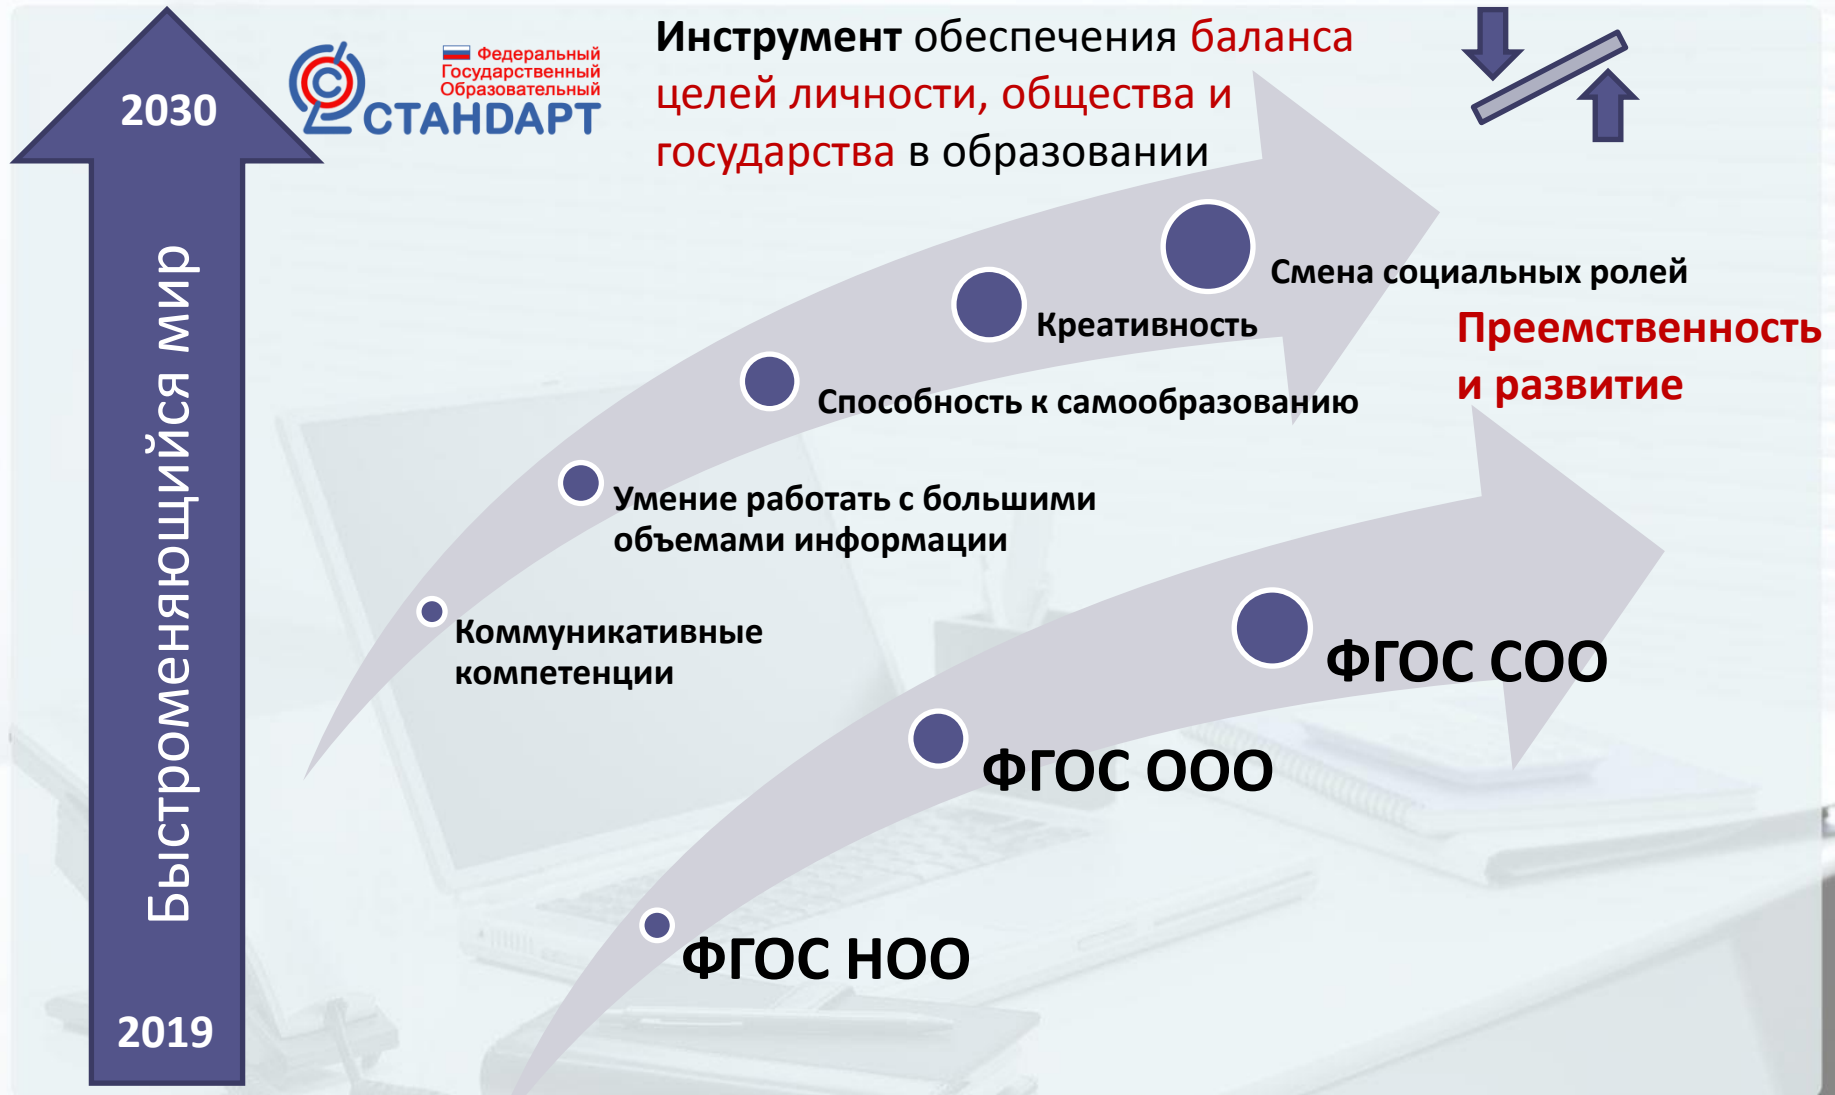 2030
Быстроменяющийся мир
2019
Федеральный
Государственный
Образовательный
СТАНДАРТ
Инструмент обеспечения баланса
целей личности, общества и
государства в образовании
Смена социальных ролей
Креативность
Способность к самообразованию
Умение работать с большими
объемами информации
Коммуникативные
компетенции
Преемственность
и развитие
ФГОС СОО
ФГОС ООО
ФГОС НОО